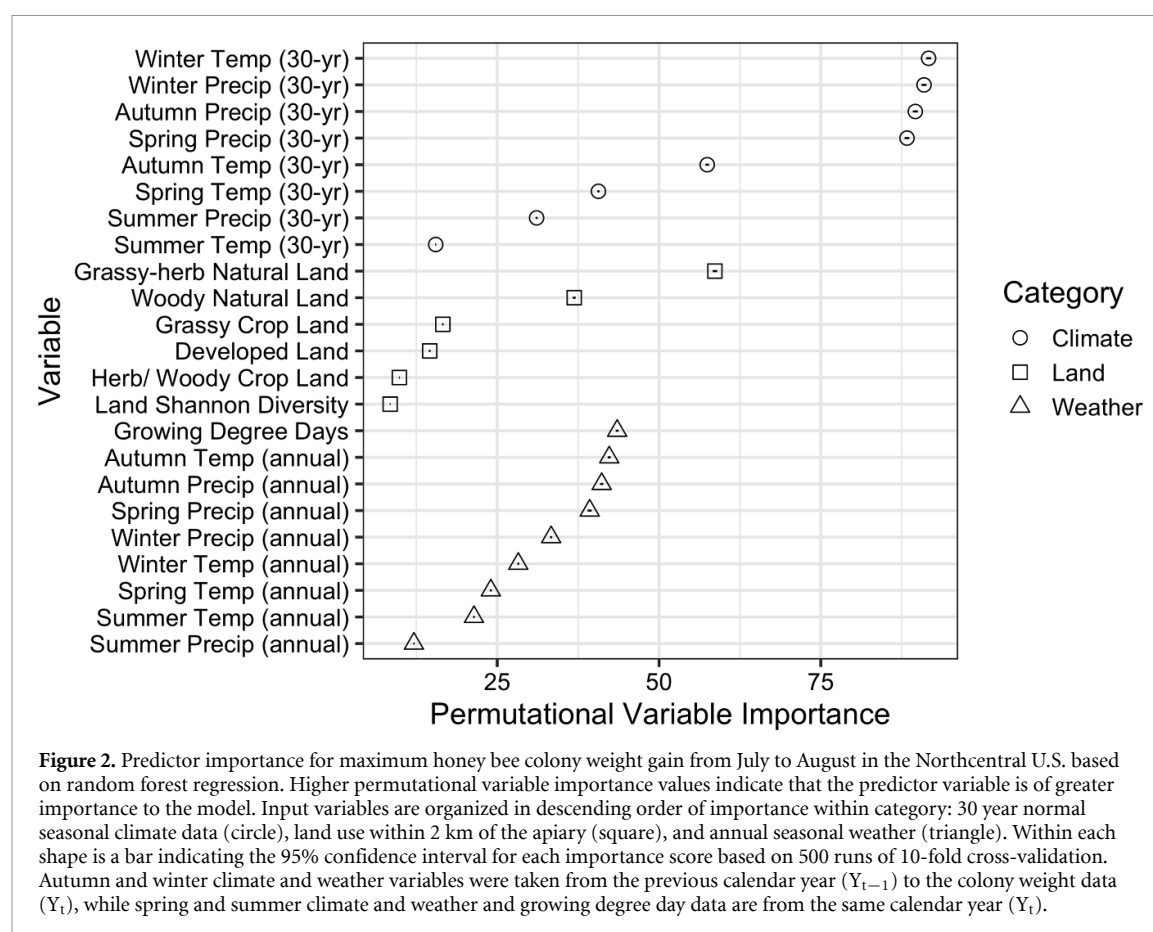 Winter Temp (30-yr)
Winter Precip (30-yr)
Autumn Precip (30-yr)
Spring Precip (30-yr)
Autumn Temp (30-yr)
Spring Temp (30-yr)
Summer Precip (30-yr)
Summer Temp (30-yr)
Grassy-herb Natural Land
Woody Natural Land
Grassy Crop Land
Developed Land
Herb/ Woody Crop Land
Land Shannon Diversity
Growing Degree Days
Autumn Temp (annual)
Autumn Precip (annual)
Spring Precip (annual)
Winter Precip (annual)
Winter Temp (annual)
Spring Temp (annual)
Summer Temp (annual)
Summer Precip (annual)
Variable
25 50 75
Permutational Variable Importance
Category
Climate
Land
Weather
Figure 2. Predictor importance for maximum honey bee colony weight gain from July to August in the Northcentral U.S. based
on random forest regression. Higher permutational variable importance values indicate that the predictor variable is of greater
importance to the model. Input variables are organized in descending order of importance within category: 30 year normal
seasonal climate data (circle), land use within 2 km of the apiary (square), and annual seasonal weather (triangle). Within each
shape is a bar indicating the 95% confidence interval for each importance score based on 500 runs of 10-fold cross-validation.
Autumn and winter climate and weather variables were taken from the previous calendar year (Yt−1) to the colony weight data
(Yt), while spring and summer climate and weather and growing degree day data are from the same calendar year (Yt).